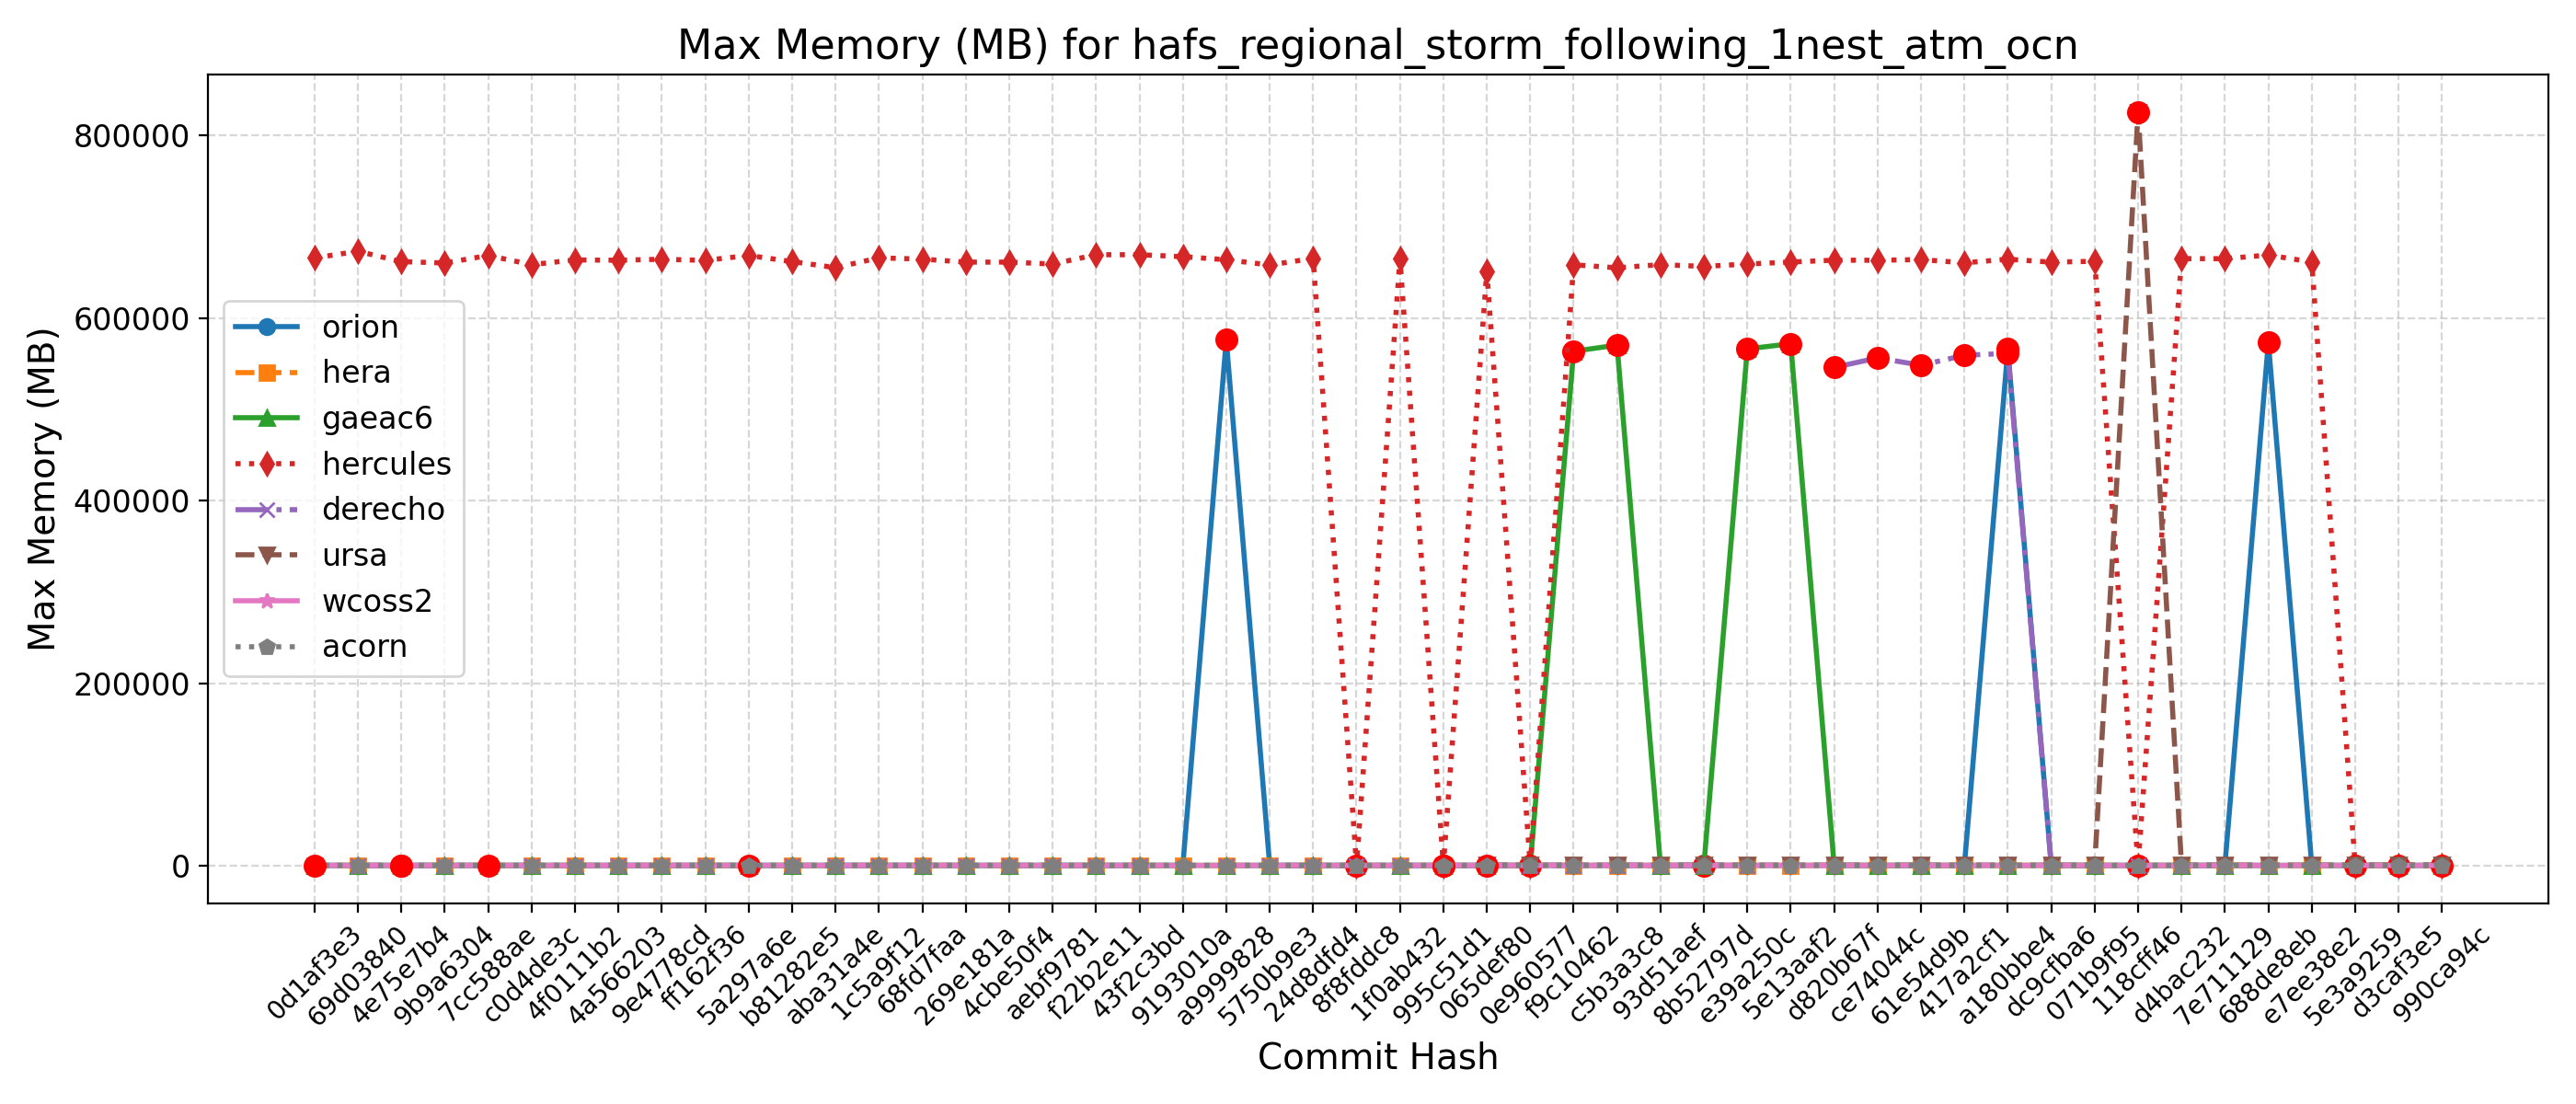 Max Memory (MB) for hafs_regional_storm_following_1nest_atm_ocn
Max Memory (MB)
800000
600000
400000
200000
0
orion
hera
gaeac6
hercules
derecho
ursa
wcoss2
acorn
0d1af3e3
69d03840
4e75e7b4
9b9a6304
7cc588ae
c0d4de3c
4f0111b2
4a566203
9e4778cd
ff162f36
5a297a6e
b81282e5
aba31a4e
1c5a9f12
68fd7faa
269e181a
4cbe50f4
aebf9781
f22b2e11
43f2c3bd
9193010a
a9999828
5750b9e3
24d8dfd4
8f8fddc8
1f0ab432
995c51d1
065def80
0e960577
f9c10462
c5b3a3c8
93d51aef
8b52797d
e39a250c
5e13aaf2
d820b67f
ce74044c
61e54d9b
417a2cf1
a180bbe4
dc9cfba6
071b9f95
118cff46
d4bac232
7e711129
688de8eb
e7ee38e2
5e3a9259
d3caf3e5
990ca94c
Commit Hash